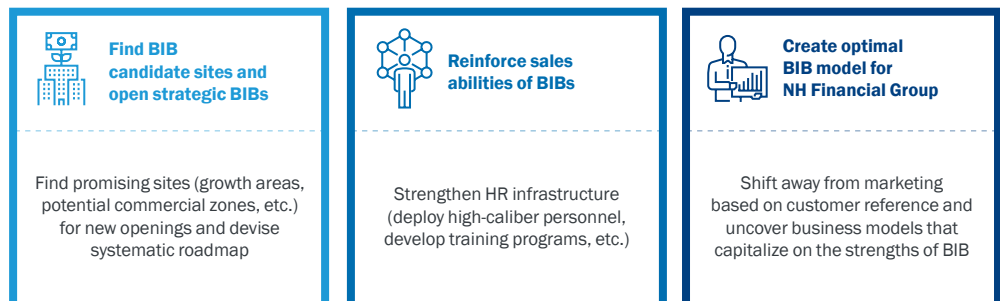 Find BIB
candidate sites and
open strategic BIBs
Find promising sites (growth areas,
potential commercial zones, etc.)
for new openings and devise
systematic roadmap
Reinforce sales
abilities of BIBs
Strengthen HR infrastructure
(deploy high-caliber personnel,
develop training programs, etc.)
Create optimal
BIB model for
NH Financial Group
Shift away from marketing
based on customer reference and
uncover business models that
capitalize on the strengths of BIB